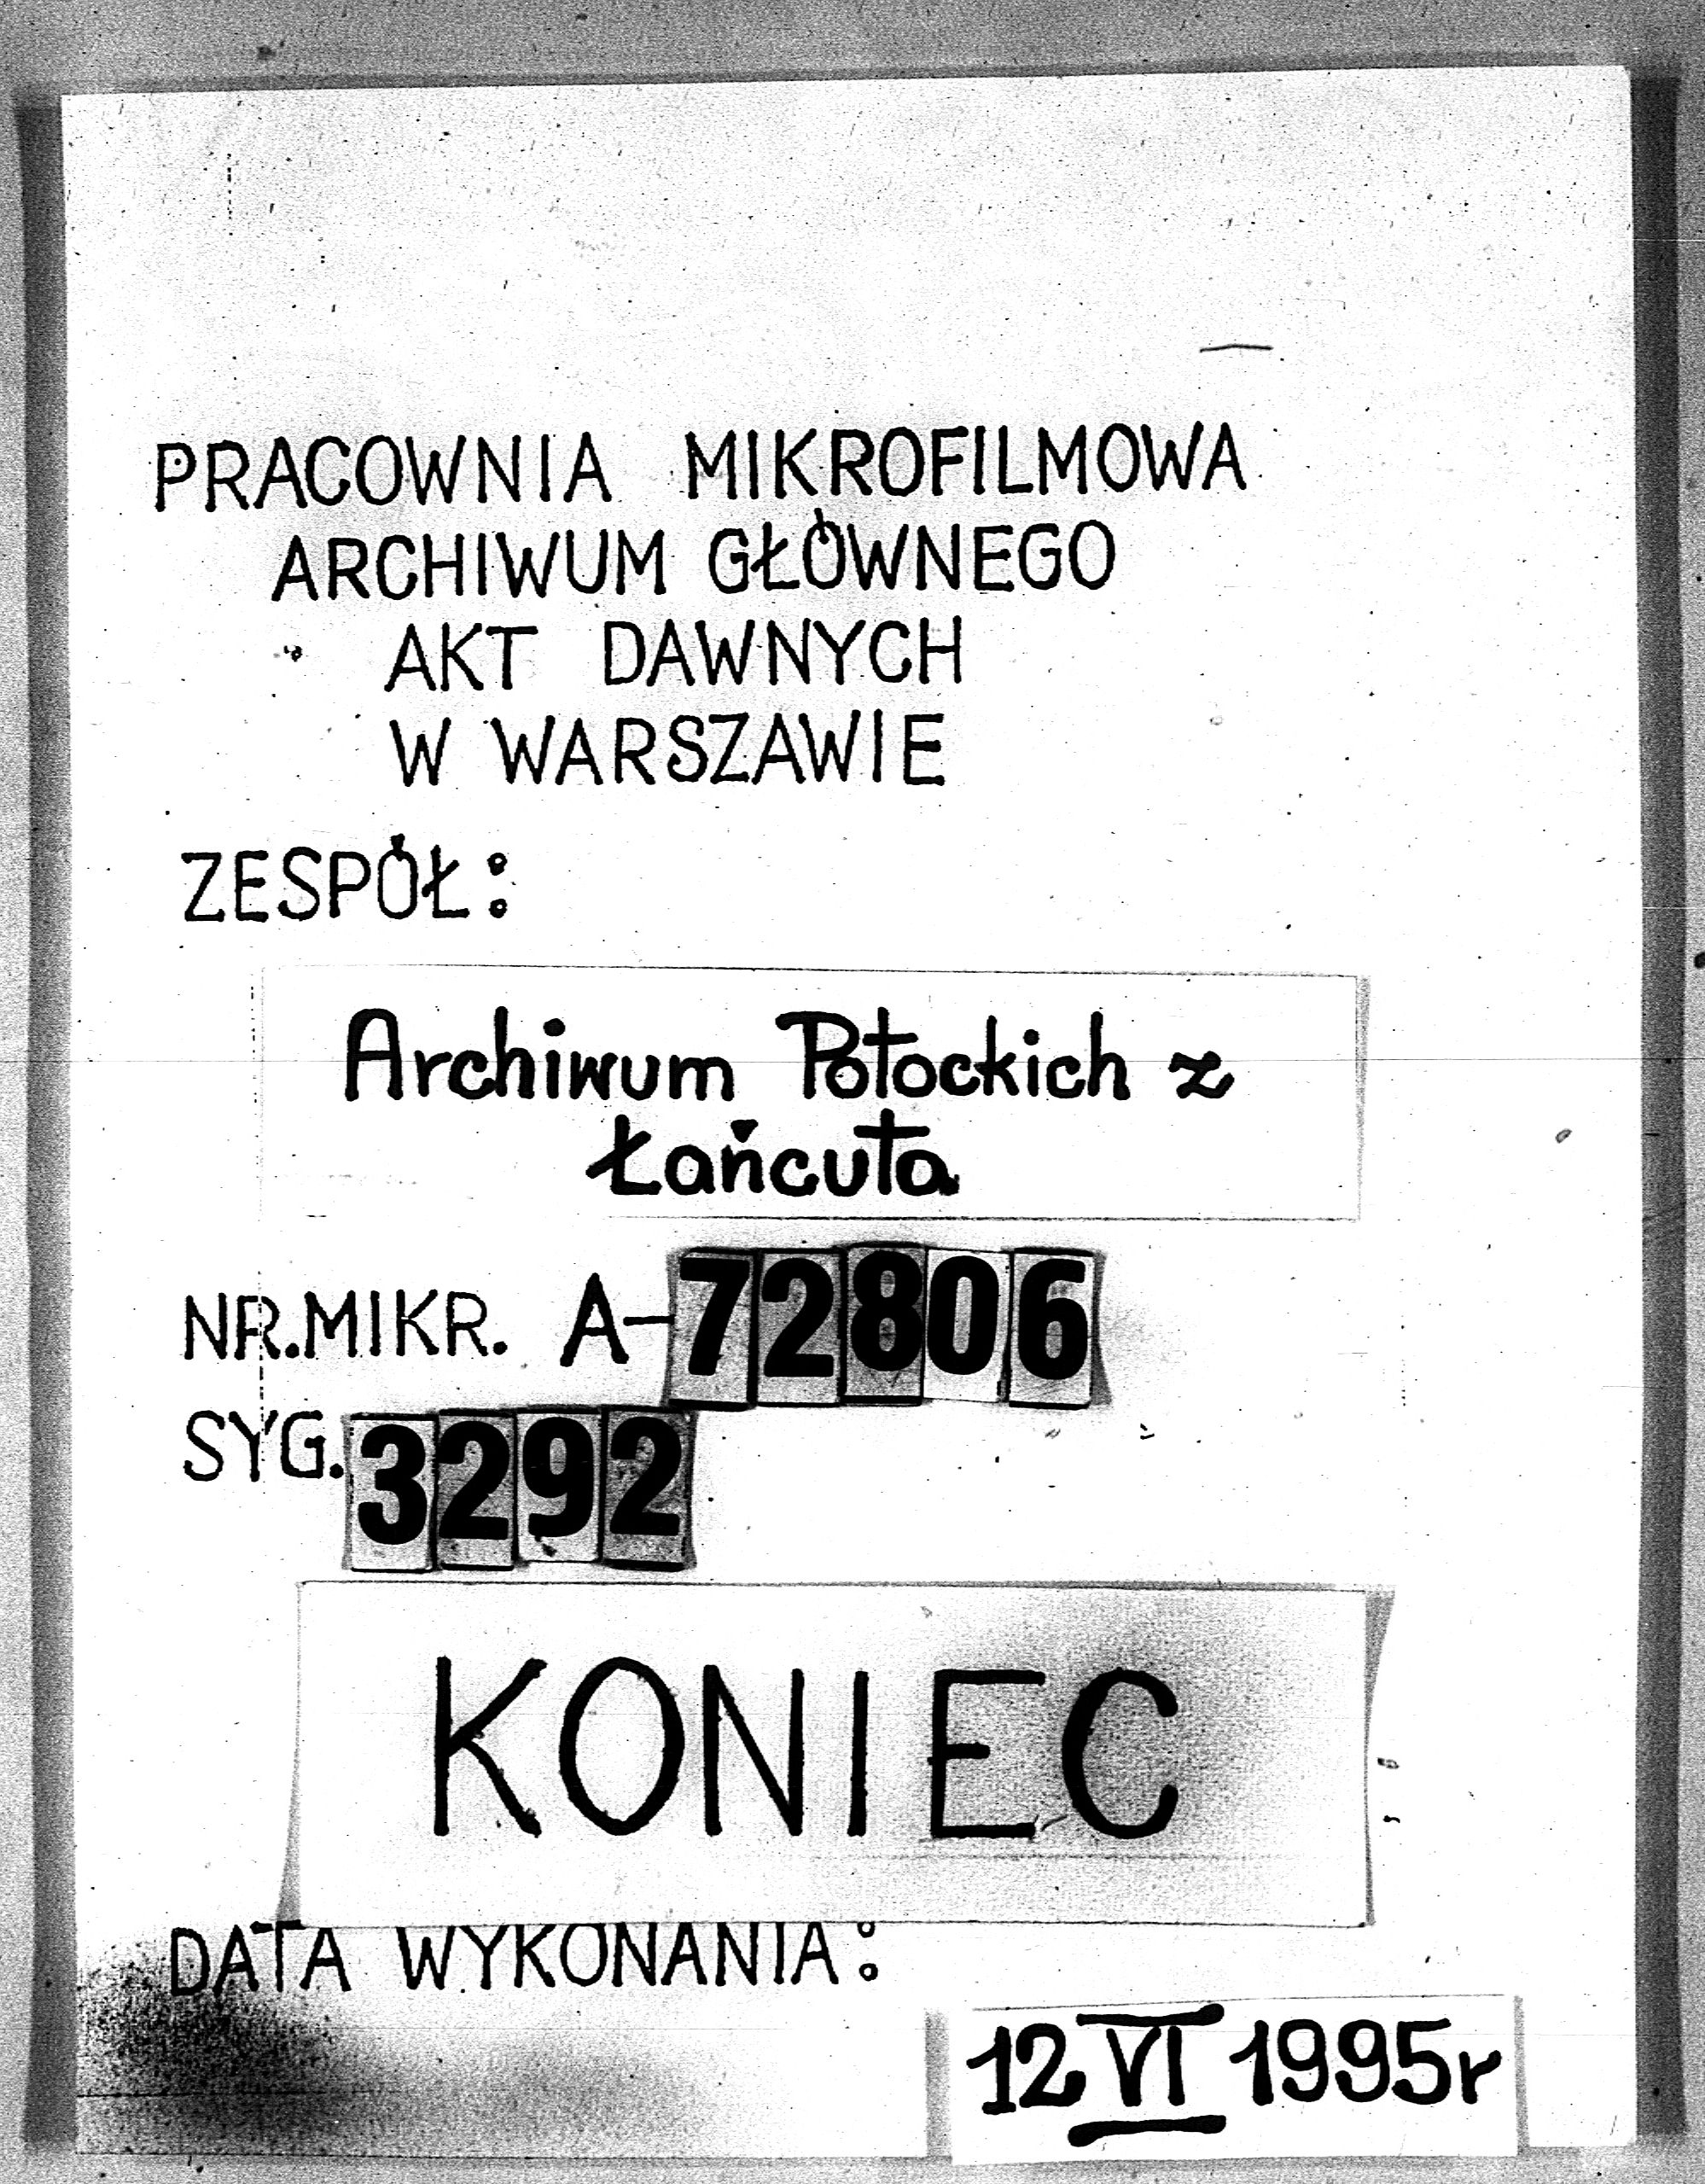 PRACOWNIA MIKROFILMOWA
ARCHIWUM GŁÓWNEGO
AKT DAWNYCH
W WARSZAWIE
ZESPÓŁ:
Archiwum Potockich z
Łańcuta
NR.MIKR. A-72806
SYG. 3292
KONIEC
DATA WYKONANIA:
12 VI 1995r